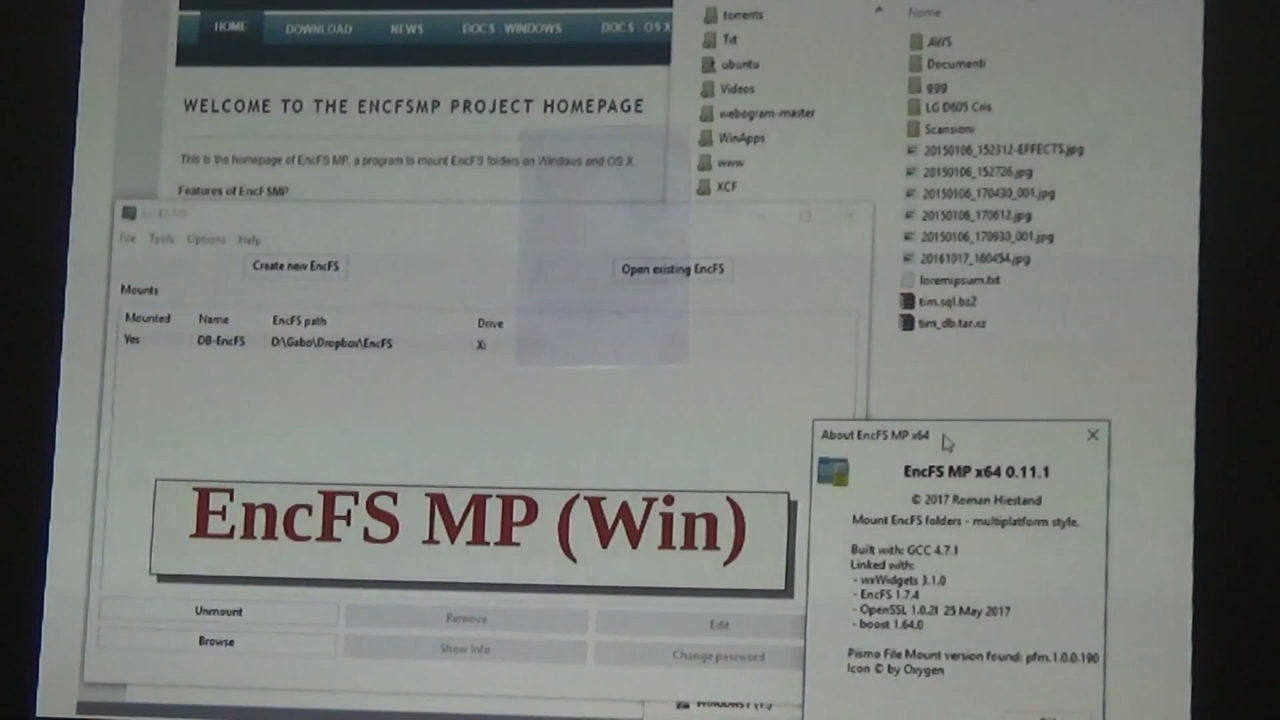 HOME DOWNLOAD NEWS DOCS - WINDOWS DOCS - OS X
WELCOME TO THE ENCFSMP PROJECT HOMEPAGE
This is the homepage of EncFS MP, a program to mount EncFS folders on Windows and OS X.
Features of EncFSMP
File Tools Options Help
Create new EncFS Open existing EncFS
Mounts
Mounted Name EncFS path Drive
Yes DB-EncFS D:\Gabo\Dropbox\EncFS X:
EncFS MP (Win)
Unmount Remove Edit
Browse Show Info Change password
torrents
Txt
ubuntu
Videos
webogram-master
WinApps
www
XCF
Nome
AWS
Documenti
ggg
LG D605 Cris
Scansioni
20150106_152312-EFFECTS.jpg
20150106_152726.jpg
20150106_170430_001.jpg
20150106_170612.jpg
20150106_170930_001.jpg
20161017_160454.jpg
loremipsum.txt
tim.sql.bz2
tim_db.tar.xz
About EncFS MP x64
EncFS MP x64 0.11.1
© 2017 Roman Hiestand
Mount EncFS folders - multiplatform style.
Built with: GCC 4.7.1
Linked with:
- wxWidgets 3.1.0
- EncFS 1.7.4
- OpenSSL 1.0.2l 25 May 2017
- boost 1.64.0
Pismo File Mount version found: pfm.1.0.0.190
Icon © by Oxygen